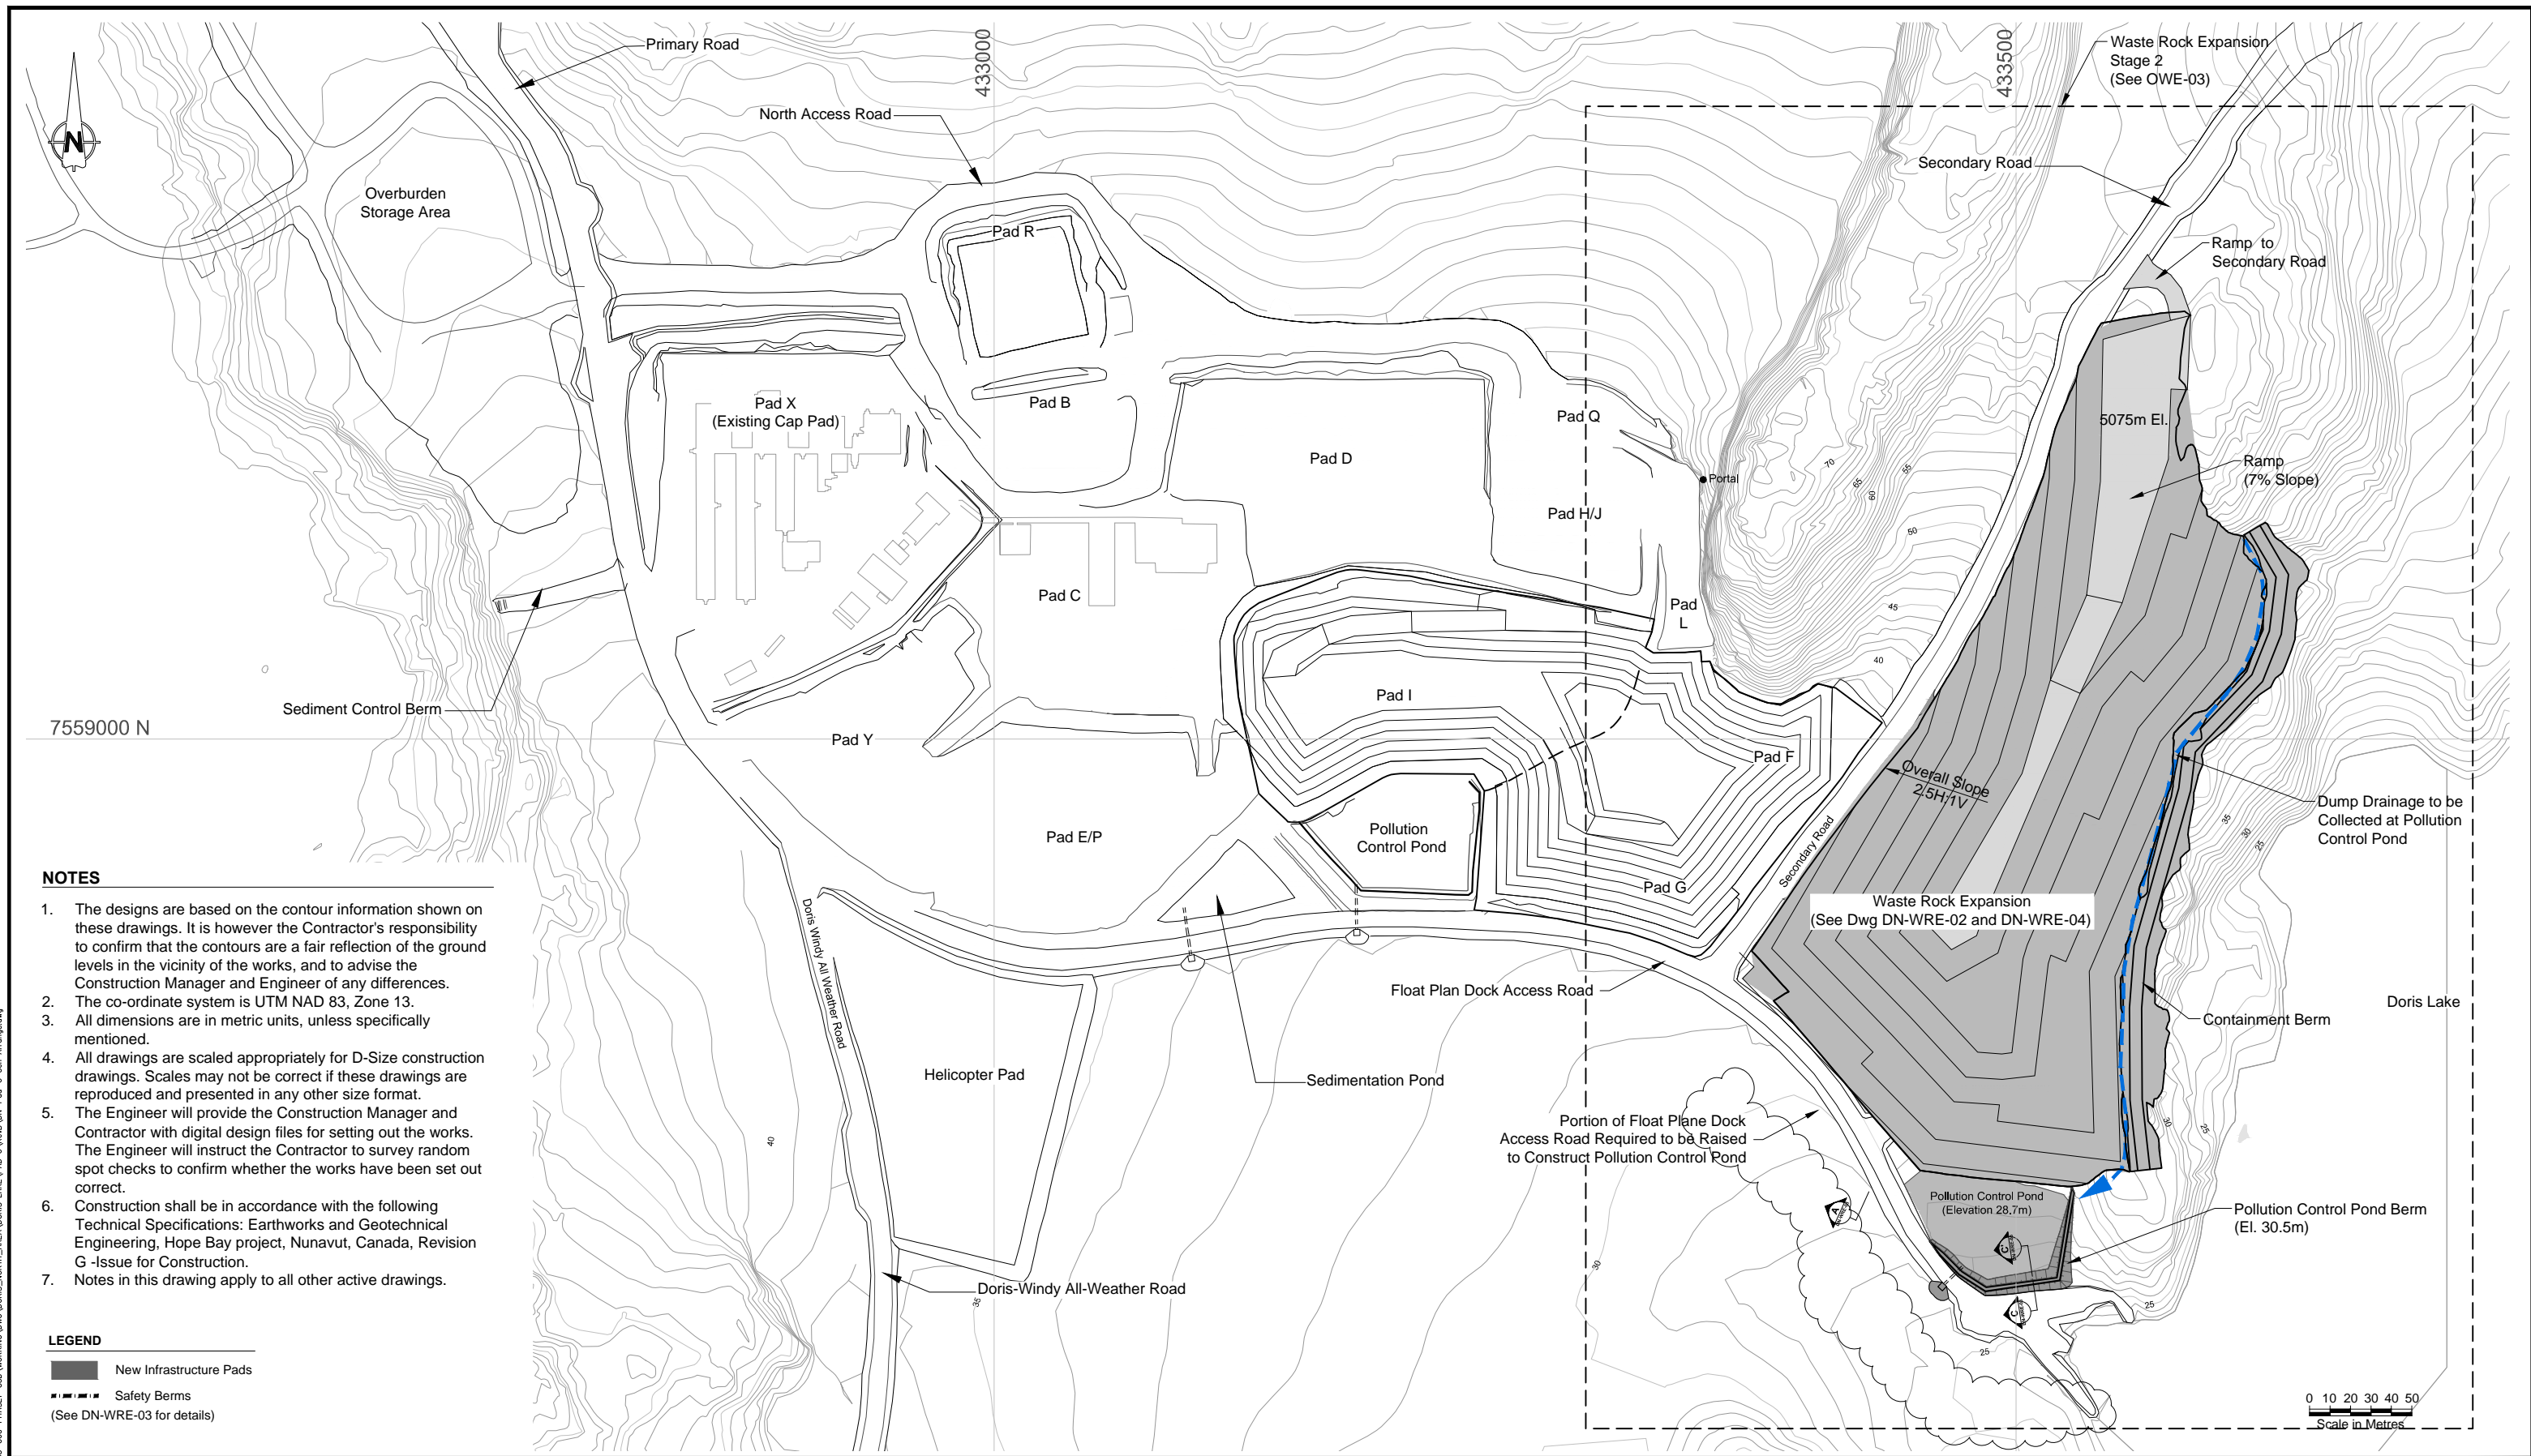 Primary Road
433000
433500
Waste Rock Expansion
Stage 2
(See OWE-03)
North Access Road
Secondary Road
N
Overburden
Storage Area
Pad R
Ramp to
Secondary Road
Pad X
(Existing Cap Pad)
Pad B
Pad Q
5075m El.
Pad D
Ramp
(7% Slope)
70
65
60
55
Portal
Pad H/J
50
Pad C
Pad
L
45
40
Sediment Control Berm
Pad I
7559000 N
Pad Y
Pad F
Overall Slope
2.5H:1V
Dump Drainage to be
Collected at Pollution
Control Pond
35
30
25
Pollution
Control Pond
Pad E/P
Secondary Road
Pad G
Waste Rock Expansion
(See Dwg DN-WRE-02 and DN-WRE-04)
Doris Windy All Weather Road
Float Plan Dock Access Road
Doris Lake
Containment Berm
Helicopter Pad
Sedimentation Pond
Portion of Float Plane Dock
Access Road Required to be Raised
to Construct Pollution Control Pond
40
30
25
Pollution Control Pond
(Elevation 28.7m)
A
C'
C
Pollution Control Pond Berm
(El. 30.5m)
30
Doris-Windy All-Weather Road
35
25
25
NOTES
1. The designs are based on the contour information shown on
these drawings. It is however the Contractor's responsibility
to confirm that the contours are a fair reflection of the ground
levels in the vicinity of the works, and to advise the
Construction Manager and Engineer of any differences.
2. The co-ordinate system is UTM NAD 83, Zone 13.
3. All dimensions are in metric units, unless specifically
mentioned.
4. All drawings are scaled appropriately for D-Size construction
drawings. Scales may not be correct if these drawings are
reproduced and presented in any other size format.
5. The Engineer will provide the Construction Manager and
Contractor with digital design files for setting out the works.
The Engineer will instruct the Contractor to survey random
spot checks to confirm whether the works have been set out
correct.
6. Construction shall be in accordance with the following
Technical Specifications: Earthworks and Geotechnical
Engineering, Hope Bay project, Nunavut, Canada, Revision
G -Issue for Construction.
7. Notes in this drawing apply to all other active drawings.
LEGEND
New Infrastructure Pads
Safety Berms
(See DN-WRE-03 for details)
0 10 20 30 40 50
Scale in Metres